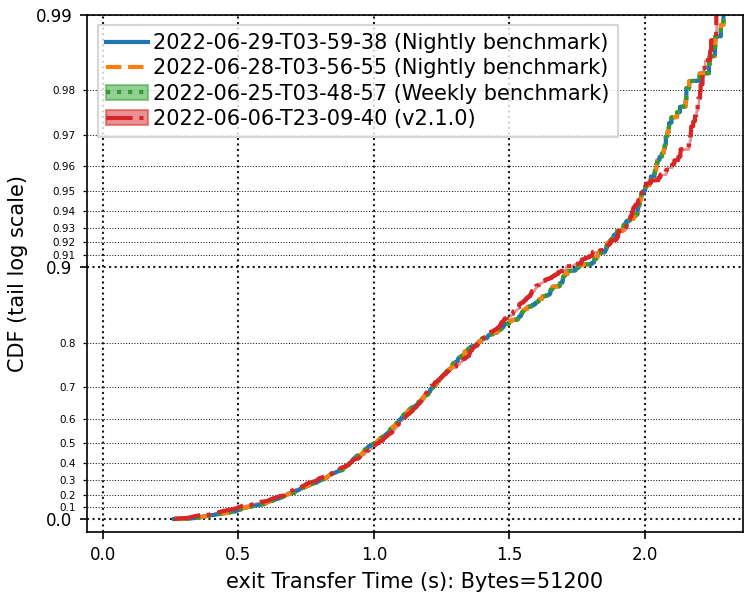 0.99
0.98
0.97
0.96
0.95
0.94
0.93
0.92
0.91
0.9
0.8
0.7
0.6
0.5
0.4
0.3
0.2
0.1
0.0
CDF (tail log scale)
2022-06-29-T03-59-38 (Nightly benchmark)
2022-06-28-T03-56-55 (Nightly benchmark)
2022-06-25-T03-48-57 (Weekly benchmark)
2022-06-06-T23-09-40 (v2.1.0)
0.0 0.5 1.0 1.5 2.0
exit Transfer Time (s): Bytes=51200